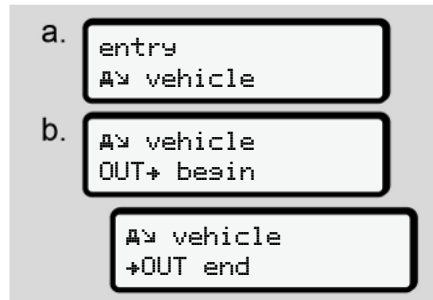 a.
entry
vehicle
b.
vehicle
OUT→ begin
vehicle
→OUT end